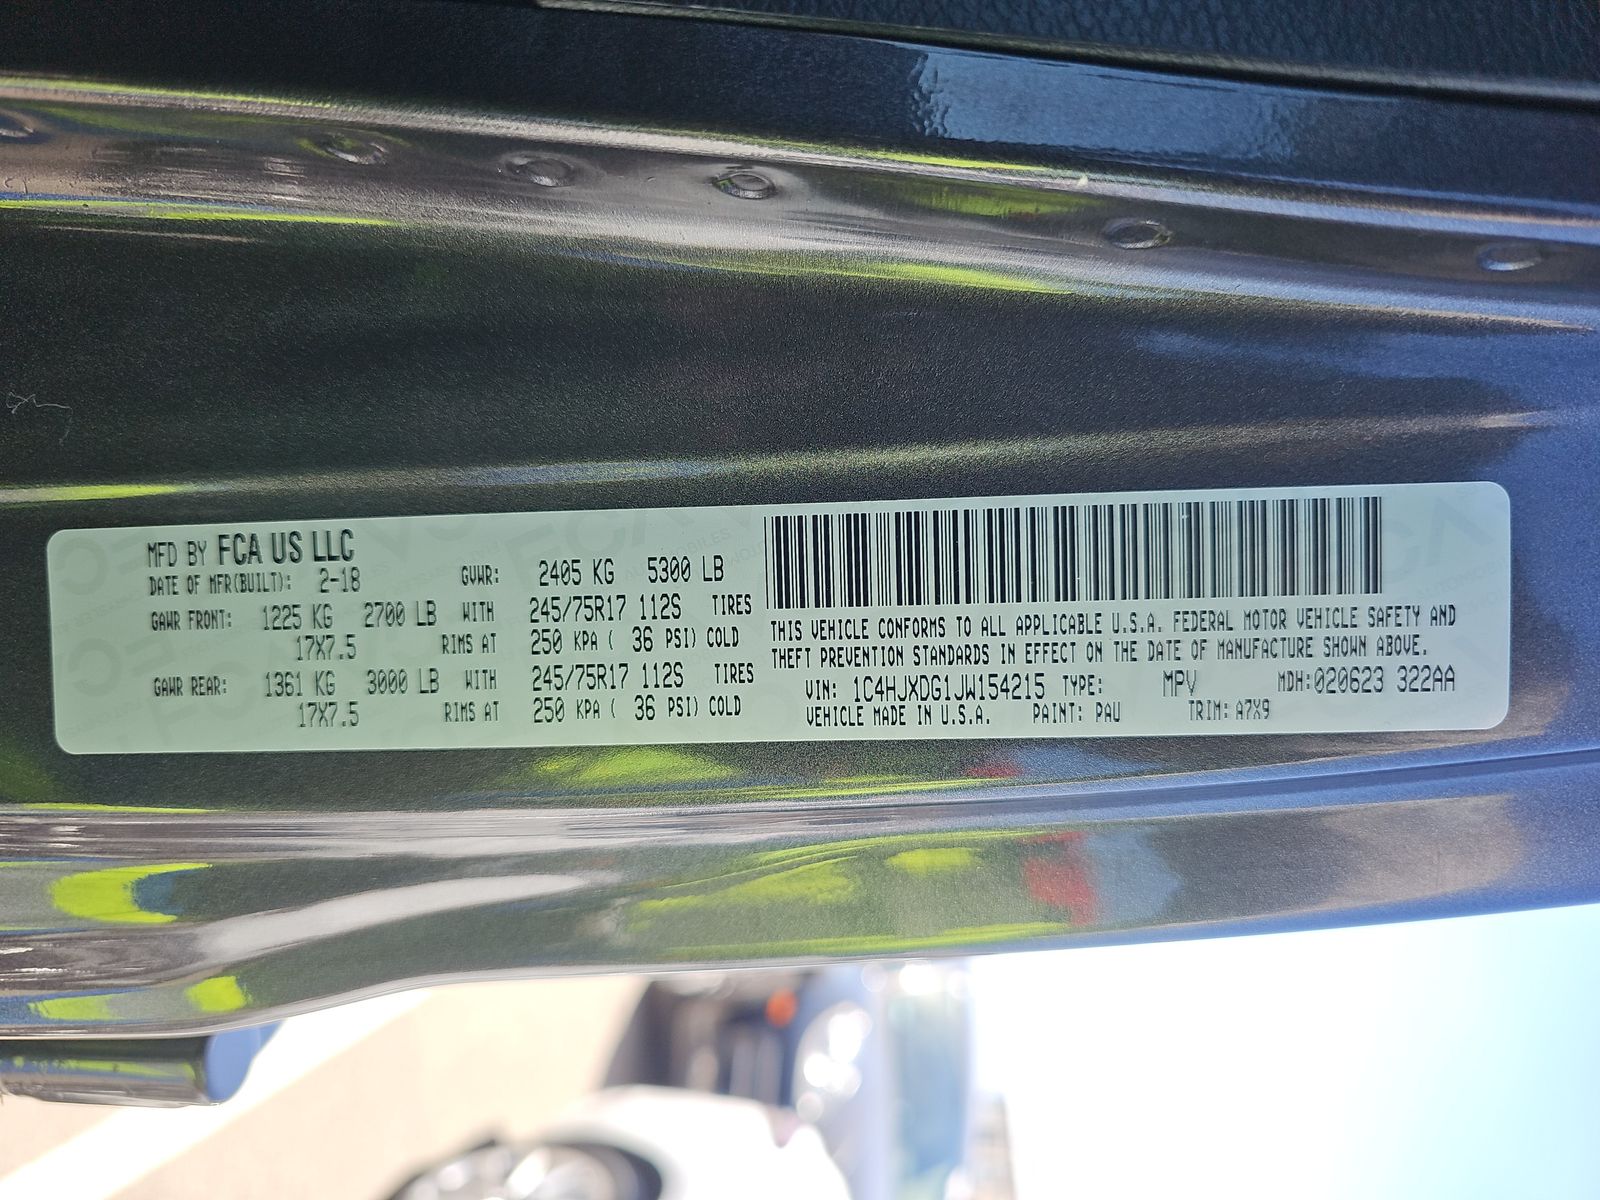 MFD BY FCA US LLC
DATE OF MFR(BUILT): 2-18 GVWR: 2405 KG 5300 LB
GAWR FRONT: 1225 KG 2700 LB WITH 245/75R17 112S TIRES
17X7.5 RIMS AT 250 KPA ( 36 PSI) COLD
GAWR REAR: 1361 KG 3000 LB WITH 245/75R17 112S TIRES
17X7.5 RIMS AT 250 KPA ( 36 PSI) COLD
THIS VEHICLE CONFORMS TO ALL APPLICABLE U.S.A. FEDERAL MOTOR VEHICLE SAFETY AND
THEFT PREVENTION STANDARDS IN EFFECT ON THE DATE OF MANUFACTURE SHOWN ABOVE.
VIN: 1C4HJXDG1JW154215 TYPE: MPV MDH:020623 322AA
VEHICLE MADE IN U.S.A. PAINT: PAU TRIM: A7X9